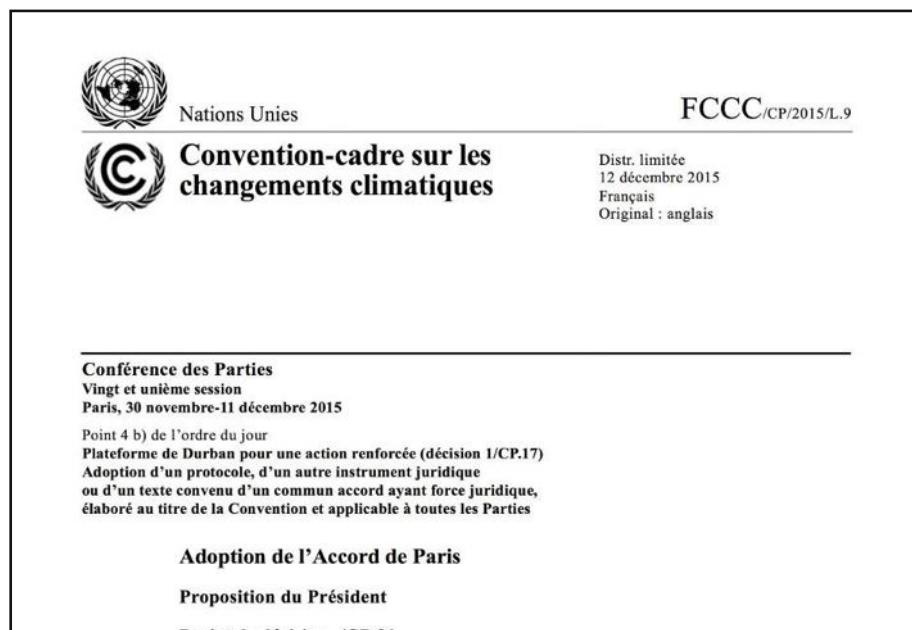 Nations Unies
FCCC/CP/2015/L.9
Convention-cadre sur les
changements climatiques
Distr. limitée
12 décembre 2015
Français
Original : anglais
Conférence des Parties
Vingt et unième session
Paris, 30 novembre-11 décembre 2015
Point 4 b) de l'ordre du jour
Plateforme de Durban pour une action renforcée (décision 1/CP.17)
Adoption d'un protocole, d'un autre instrument juridique
ou d'un texte convenu d'un commun accord ayant force juridique,
élaboré au titre de la Convention et applicable à toutes les Parties
Adoption de l'Accord de Paris
Proposition du Président